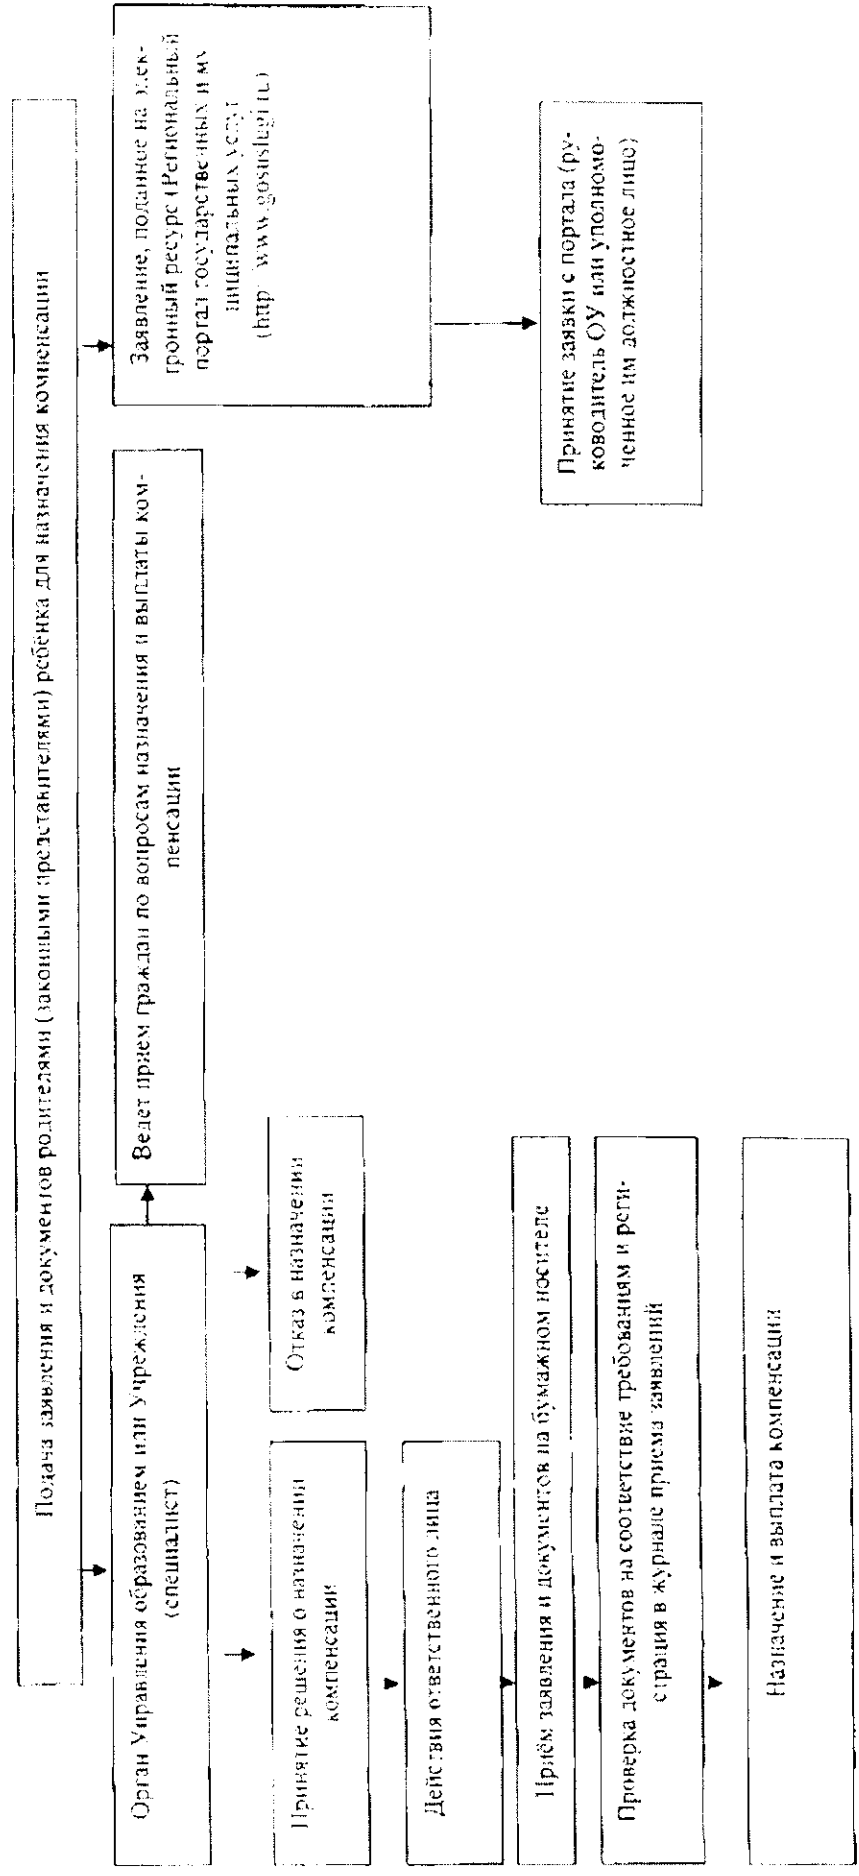 Подача заявления и документов родителями (законными представителями) ребёнка для назначения компенсации
Орган Управления образованием или Учреждения
(специалист)
Ведет прием граждан по вопросам назначения и выплаты ком-
пенсации
Заявление, поданное на элек-
тронный ресурс (Региональный
портал государственных и му
ниципальных услуг
(http: www.gosuslugi.ru)
Принятие решения о назначении
компенсации
Отказ в назначении
компенсации
Принятие заявки с портала (ру-
ководитель ОУ или уполномо-
ченное им должностное лицо)
Действия ответственного лица
Приём заявления и документов на бумажном носителе
Проверка документов на соответствие требованиям и реги-
страция в журнале приема заявлений
Назначение и выплата компенсации